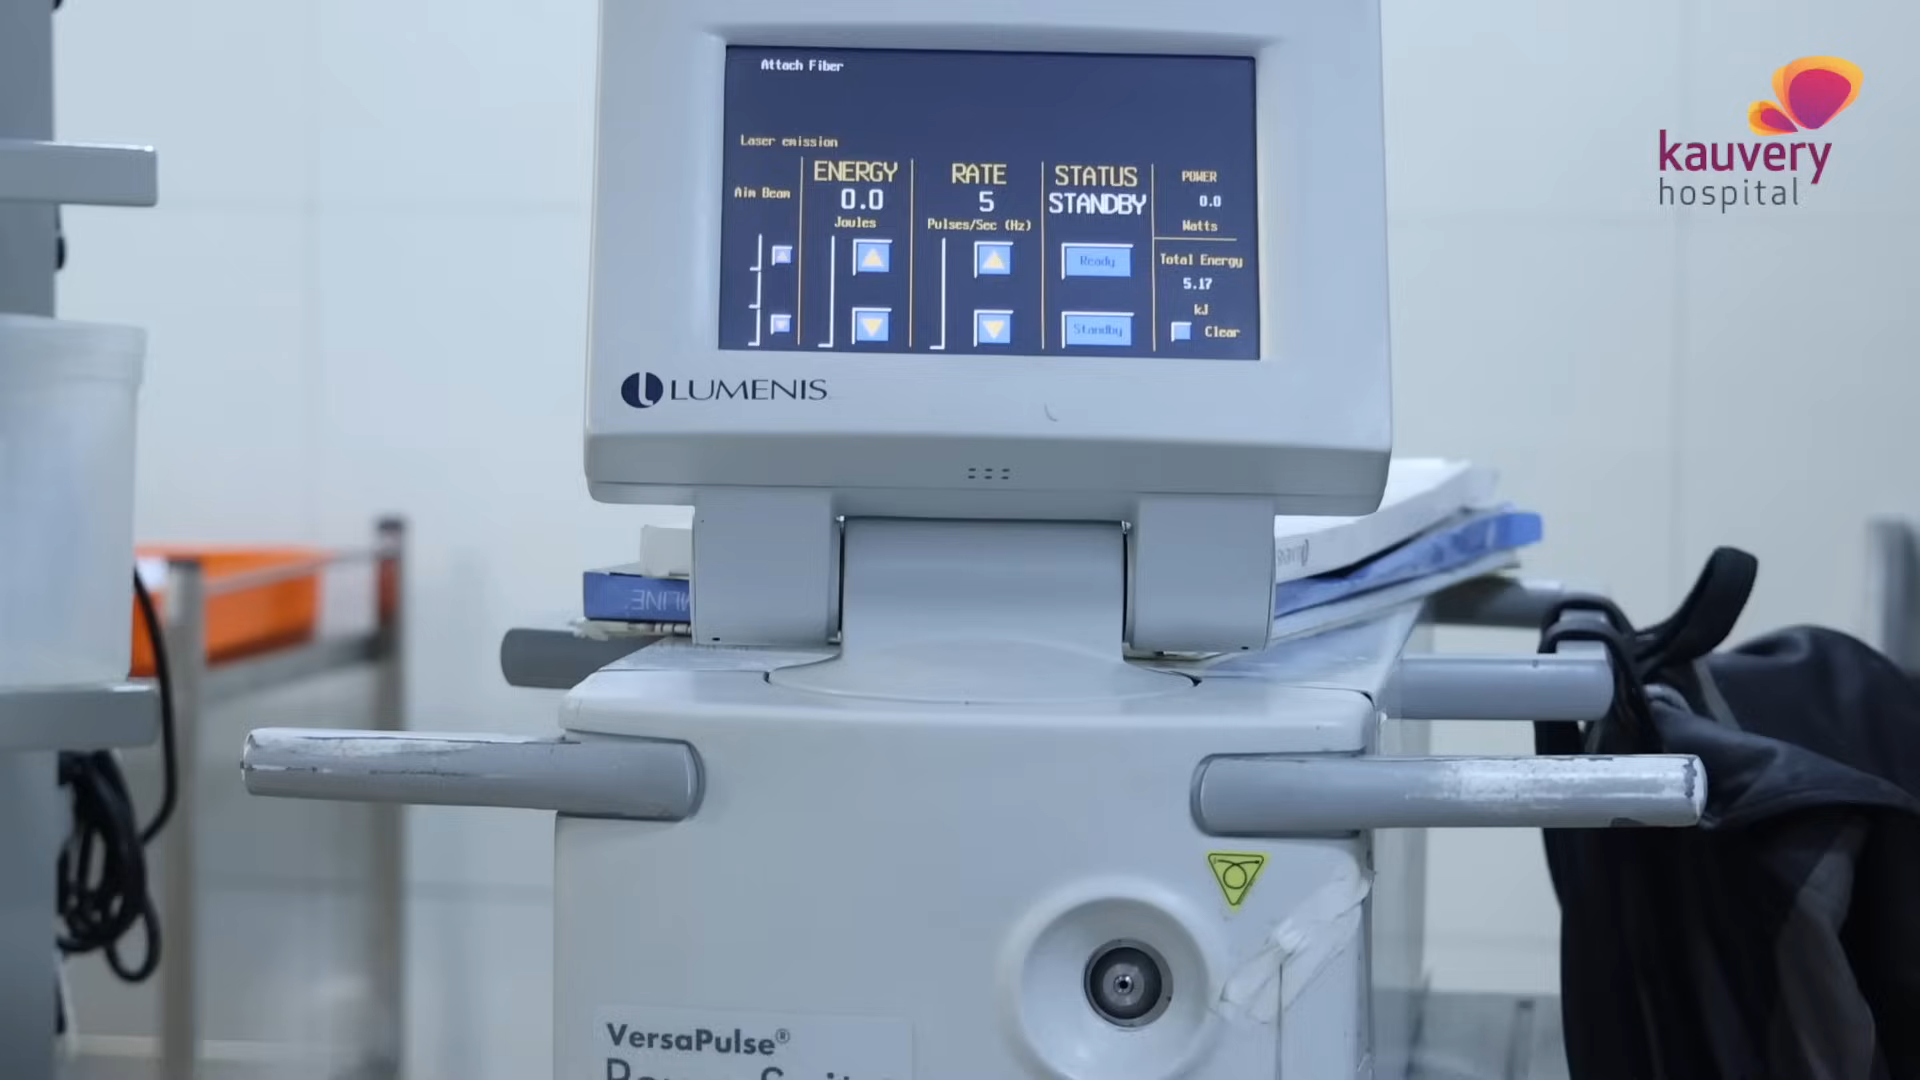 Attach Fiber
Laser emission
Aim Beam
ENERGY
0.0
Joules
RATE
5
Pulses/Sec (Hz)
STATUS
STANDBY
Ready
Standby
POWER
0.0
Watts
Total Energy
5.17
kJ
Clear
LUMENIS
kauvery
hospital
VersaPulse®